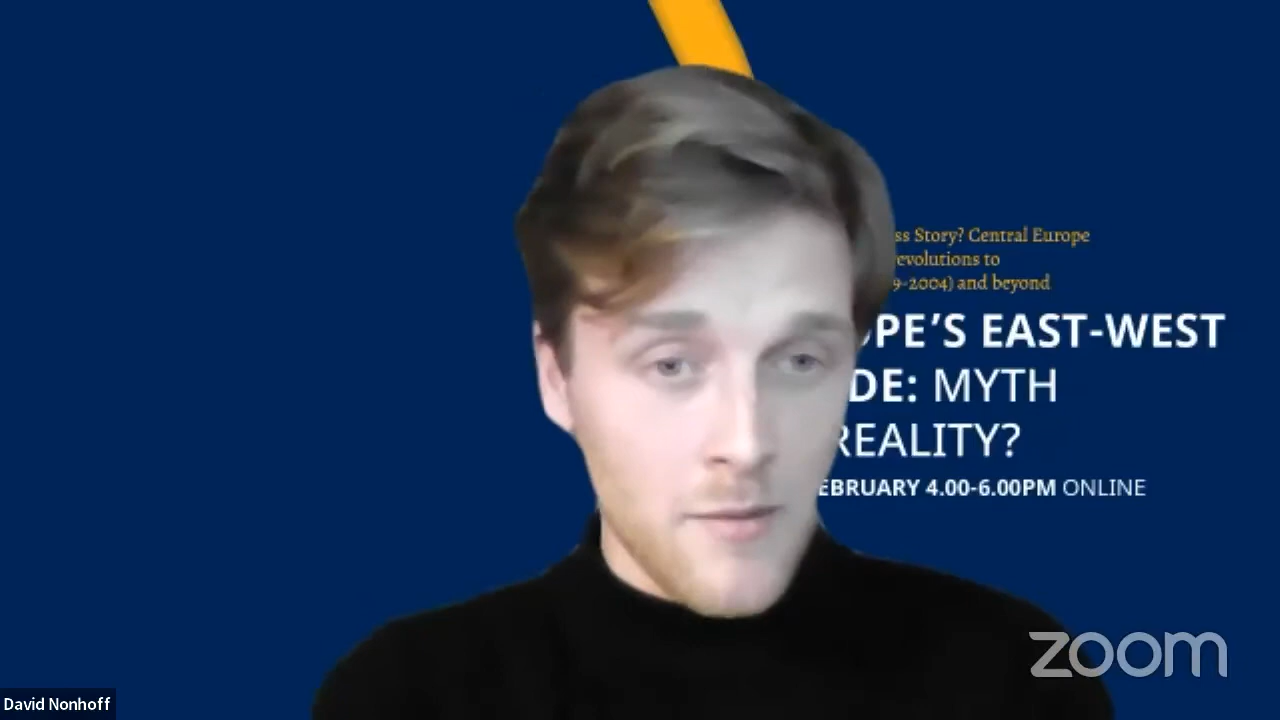 ss Story? Central Europe
evolutions to
9-2004) and beyond
OPE'S EAST-WEST
DE: MYTH
REALITY?
EBRUARY 4.00-6.00PM ONLINE
zoom
David Nonhoff